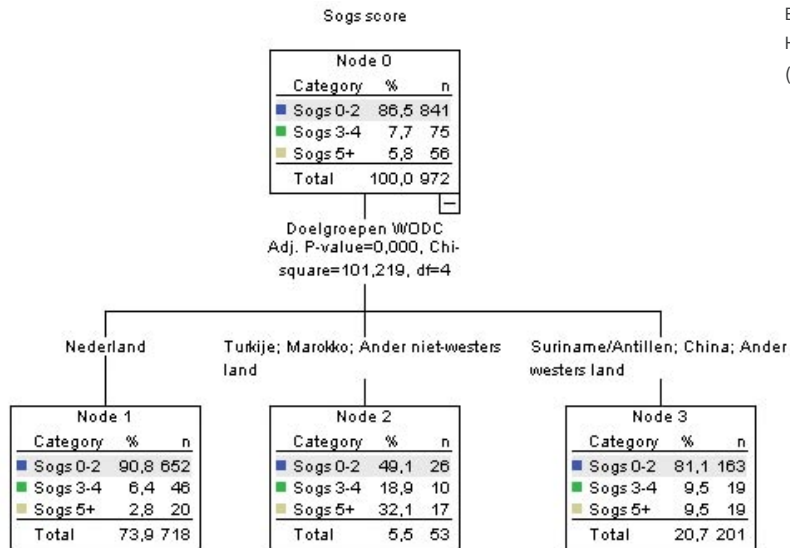 Sogs score
Node 0
Category % n
Sogs 0-2 86,5 841
Sogs 3-4 7,7 75
Sogs 5+ 5,8 56
Total 100,0 972
Doelgroepen WODC
Adj. P-value=0,000, Chi-
square=101,219, df=4
Nederland
Turkije; Marokko; Ander niet-westers
land
Suriname/Antillen; China; Ander
westers land
Node 1
Category % n
Sogs 0-2 90,8 652
Sogs 3-4 6,4 46
Sogs 5+ 2,8 20
Total 73,9 718
Node 2
Category % n
Sogs 0-2 49,1 26
Sogs 3-4 18,9 10
Sogs 5+ 32,1 17
Total 5,5 53
Node 3
Category % n
Sogs 0-2 81,1 163
Sogs 3-4 9,5 19
Sogs 5+ 9,5 19
Total 20,7 201